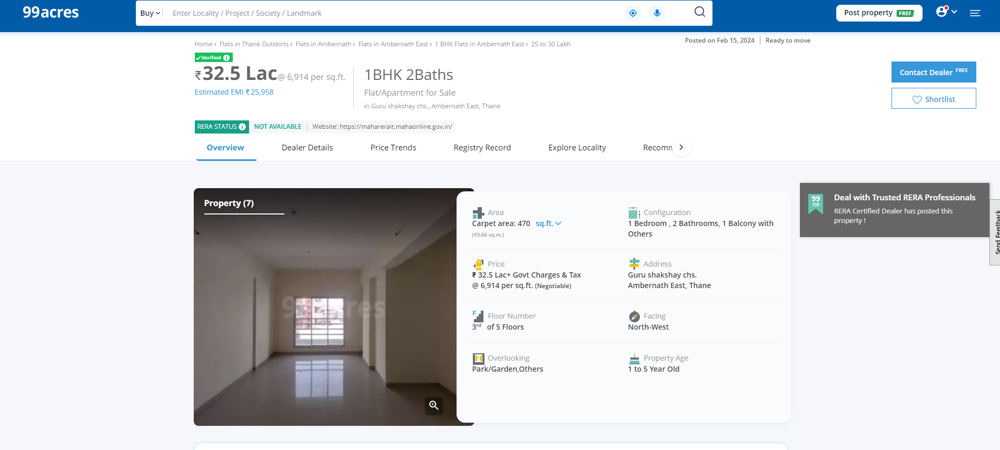 99acres
Buy
Enter Locality / Project / Society / Landmark
Post property FREE
Home › Flats in Thane Outskirts › Flats in Ambernath › Flats in Ambernath East › 1 BHK Flats in Ambernath East › 25 to 30 Lakh
Posted on Feb 15, 2024 | Ready to move
Verified
₹32.5 Lac@ 6,914 per sq.ft.
Estimated EMI ₹25,958
1BHK 2Baths
Flat/Apartment for Sale
in Guru shakshay chs., Ambernath East, Thane
Contact Dealer FREE
Shortlist
RERA STATUS NOT AVAILABLE Website: https://maharerait.mahaonline.gov.in/
Overview Dealer Details Price Trends Registry Record Explore Locality Recomn
Property (7)
99acres
Area
Carpet area: 470 sq.ft.
(43.66 sq.m.)
Configuration
1 Bedroom , 2 Bathrooms, 1 Balcony with
Others
Price
₹ 32.5 Lac+ Govt Charges & Tax
@ 6,914 per sq.ft. (Negotiable)
Address
Guru shakshay chs.
Ambernath East, Thane
Floor Number
3rd of 5 Floors
Facing
North-West
Overlooking
Park/Garden,Others
Property Age
1 to 5 Year Old
99
TIP
Deal with Trusted RERA Professionals
RERA Certified Dealer has posted this
property !
Send Feedback